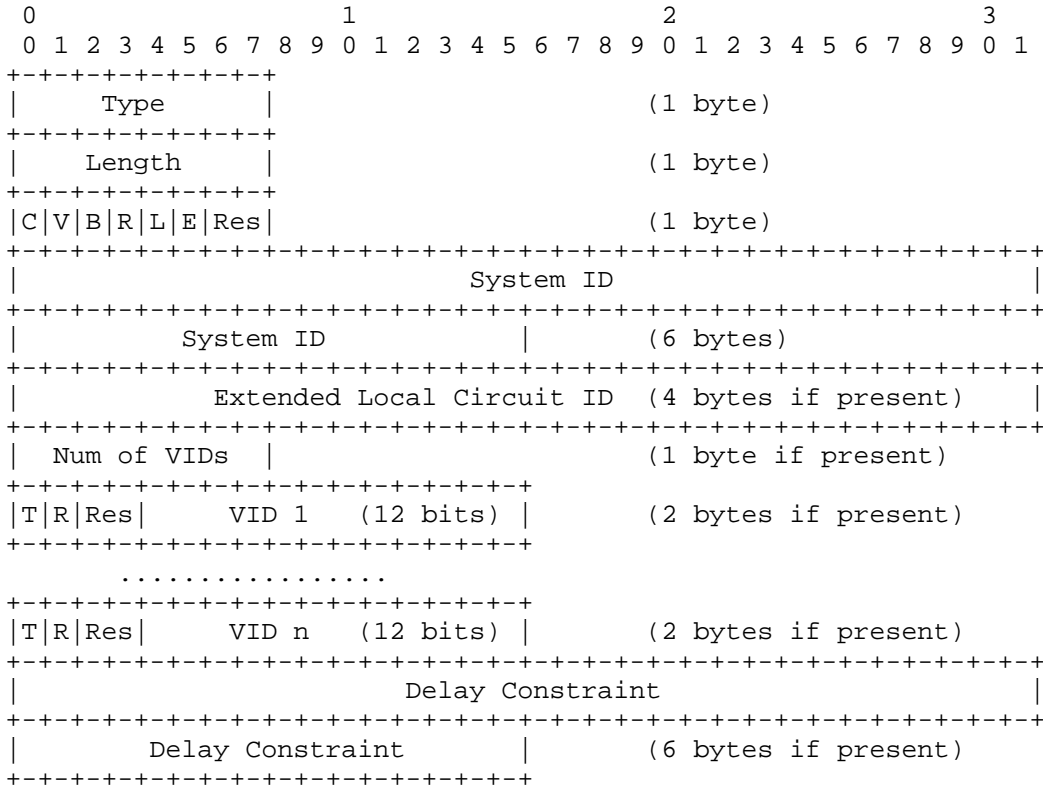 0                   1                   2                   3
 0 1 2 3 4 5 6 7 8 9 0 1 2 3 4 5 6 7 8 9 0 1 2 3 4 5 6 7 8 9 0 1
+-+-+-+-+-+-+-+-+
|     Type      |                       (1 byte)
+-+-+-+-+-+-+-+-+
|    Length     |                       (1 byte)
+-+-+-+-+-+-+-+-+
|C|V|B|R|L|E|Res|                       (1 byte)
+-+-+-+-+-+-+-+-+-+-+-+-+-+-+-+-+-+-+-+-+-+-+-+-+-+-+-+-+-+-+-+-+
|                           System ID                           |
+-+-+-+-+-+-+-+-+-+-+-+-+-+-+-+-+-+-+-+-+-+-+-+-+-+-+-+-+-+-+-+-+
|          System ID            |       (6 bytes)
+-+-+-+-+-+-+-+-+-+-+-+-+-+-+-+-+-+-+-+-+-+-+-+-+-+-+-+-+-+-+-+-+
|            Extended Local Circuit ID  (4 bytes if present)    |
+-+-+-+-+-+-+-+-+-+-+-+-+-+-+-+-+-+-+-+-+-+-+-+-+-+-+-+-+-+-+-+-+
|  Num of VIDs  |                       (1 byte if present)
+-+-+-+-+-+-+-+-+-+-+-+-+-+-+-+-+
|T|R|Res|     VID 1   (12 bits) |       (2 bytes if present)
+-+-+-+-+-+-+-+-+-+-+-+-+-+-+-+-+
       .................
+-+-+-+-+-+-+-+-+-+-+-+-+-+-+-+-+
|T|R|Res|     VID n   (12 bits) |       (2 bytes if present)
+-+-+-+-+-+-+-+-+-+-+-+-+-+-+-+-+-+-+-+-+-+-+-+-+-+-+-+-+-+-+-+-+
|                       Delay Constraint                        |
+-+-+-+-+-+-+-+-+-+-+-+-+-+-+-+-+-+-+-+-+-+-+-+-+-+-+-+-+-+-+-+-+
|        Delay Constraint       |       (6 bytes if present)
+-+-+-+-+-+-+-+-+-+-+-+-+-+-+-+-+